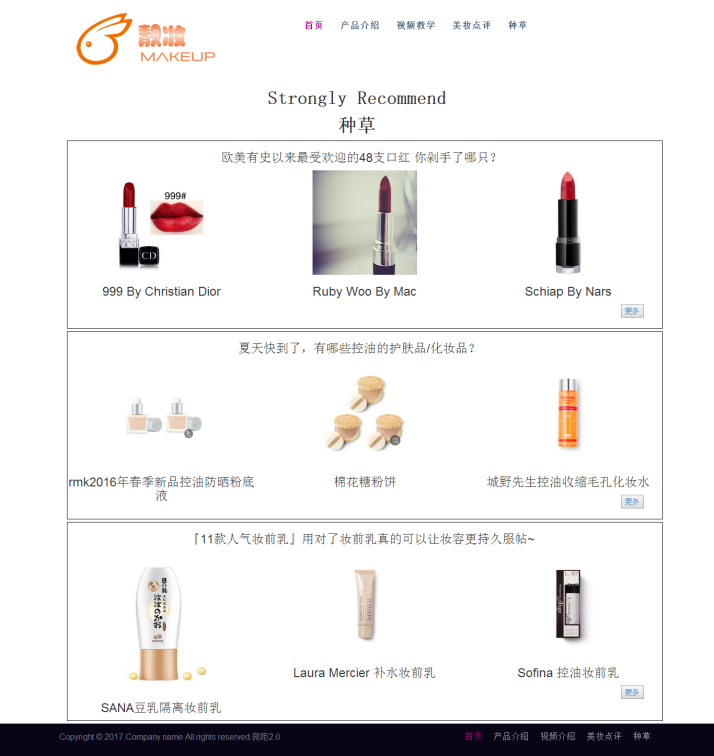 靓妆
MAKEUP
首页 产品介绍 视频教学 美妆点评 种草
Strongly Recommend
种草
欧美有史以来最受欢迎的48支口红 你剁手了哪只?
999#
CD
999 By Christian Dior
Ruby Woo By Mac
Schiap By Nars
更多
夏天快到了，有哪些控油的护肤品/化妆品?
rmk2016年春季新品控油防晒粉底液
棉花糖粉饼
城野先生控油收缩毛孔化妆水
更多
『11款人气妆前乳』用对了妆前乳真的可以让妆容更持久服帖~
SANA豆乳隔离妆前乳
Laura Mercier 补水妆前乳
Sofina 控油妆前乳
更多
Copyright © 2017.Company name All rights reserved.微距2.0
首页 产品介绍 视频教学 美妆点评 种草